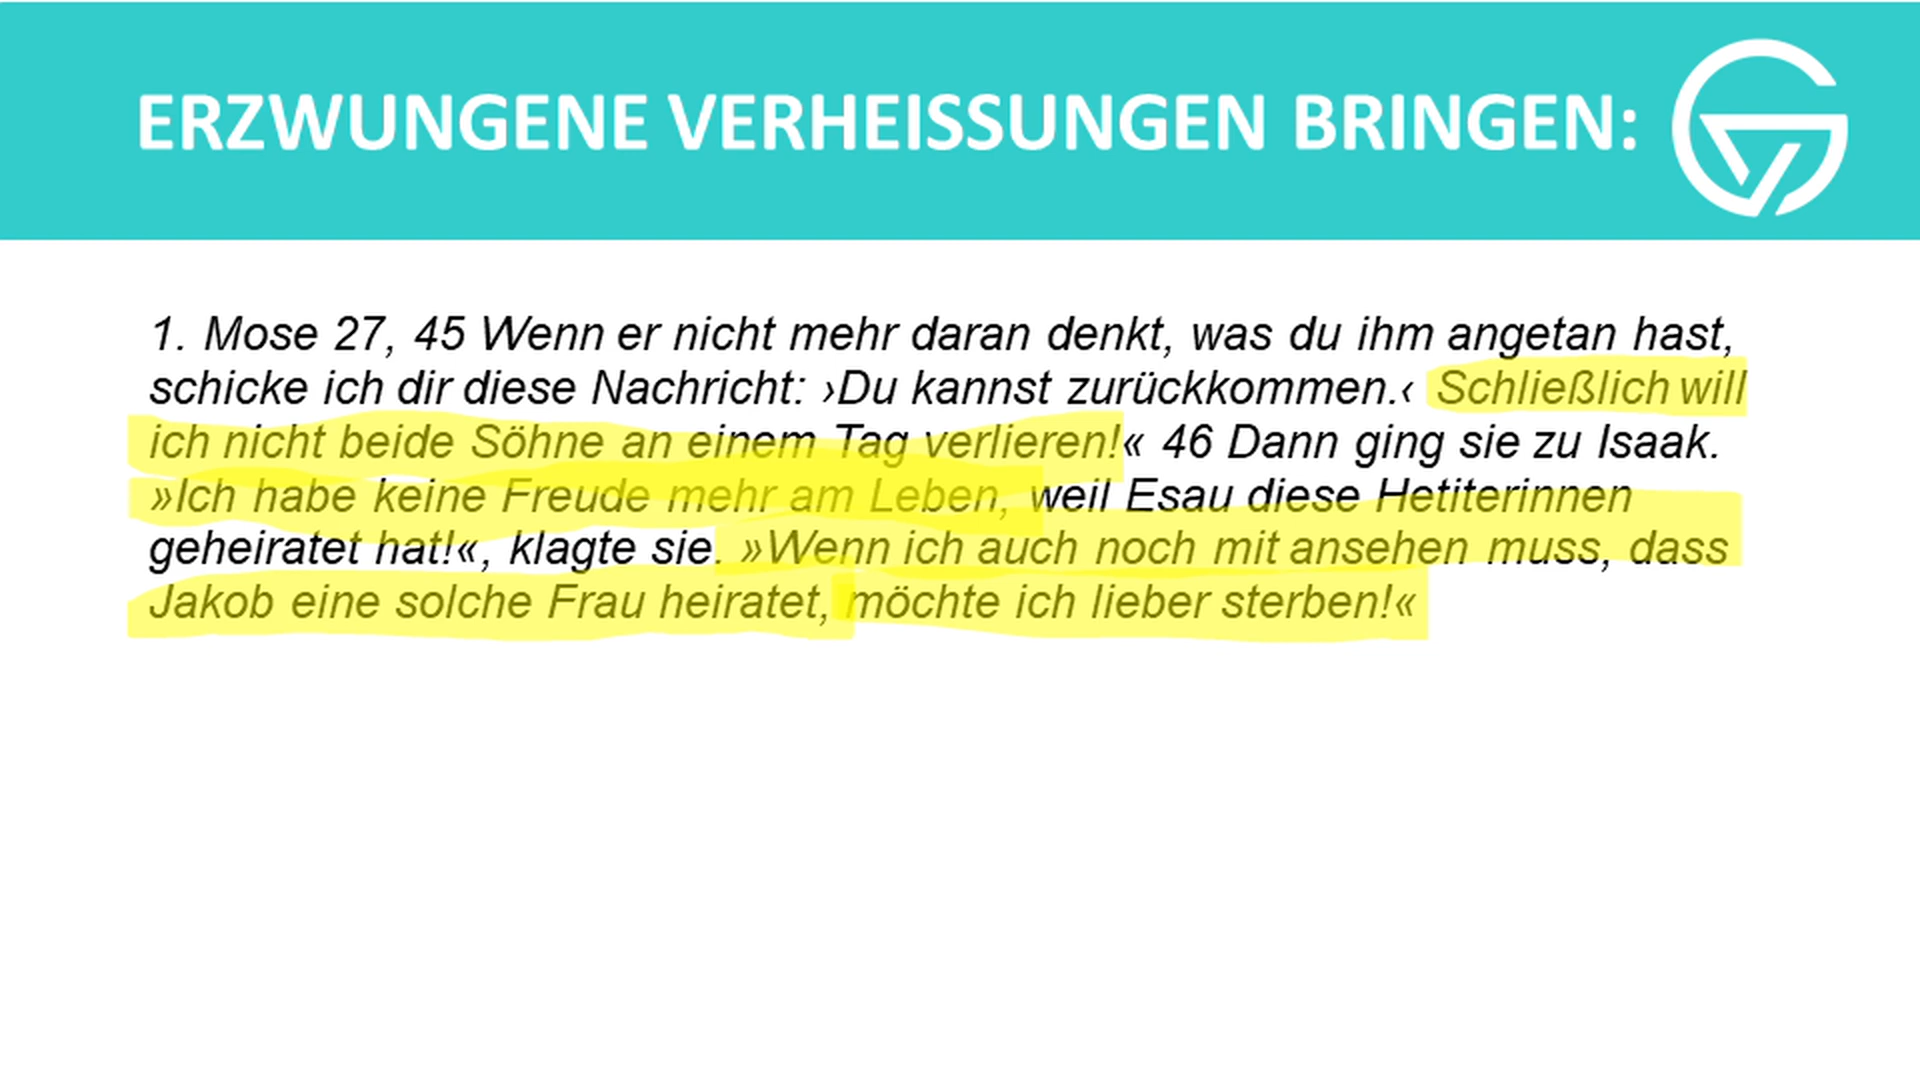 ERZWUNGENE VERHEISSUNGEN BRINGEN:
1. Mose 27, 45 Wenn er nicht mehr daran denkt, was du ihm angetan hast,
schicke ich dir diese Nachricht: ›Du kannst zurückkommen.‹ Schließlich will
ich nicht beide Söhne an einem Tag verlieren!« 46 Dann ging sie zu Isaak.
»Ich habe keine Freude mehr am Leben, weil Esau diese Hetiterinnen
geheiratet hat!«, klagte sie. »Wenn ich auch noch mit ansehen muss, dass
Jakob eine solche Frau heiratet, möchte ich lieber sterben!«